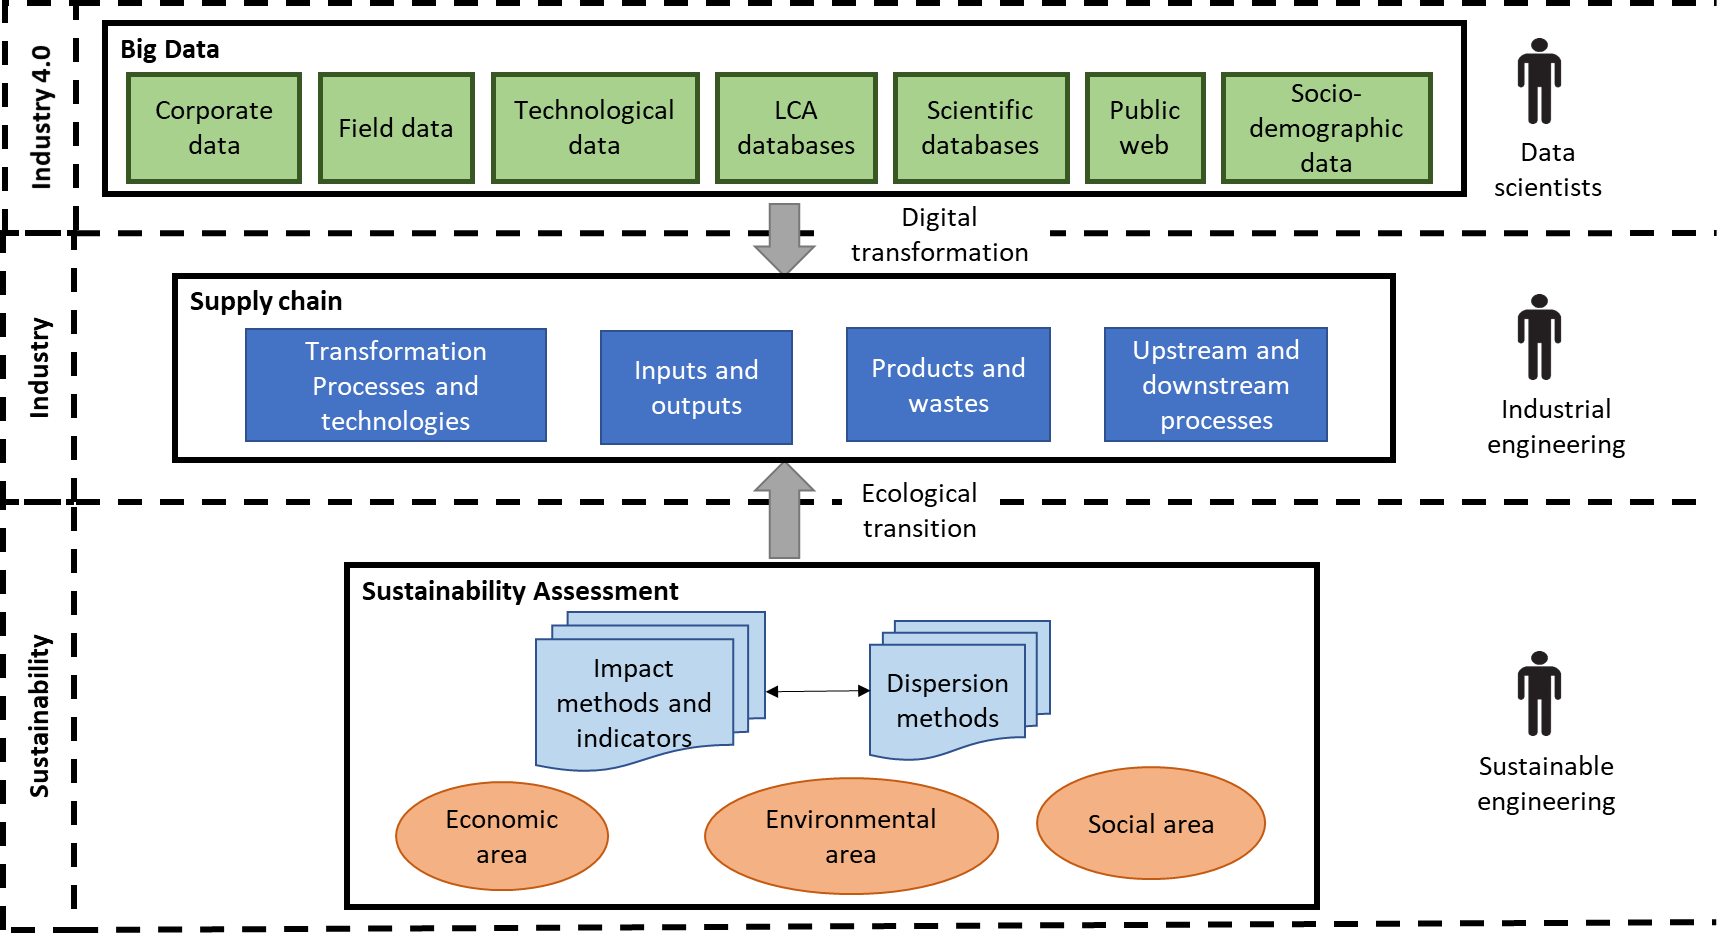 Industry 4.0
Big Data
Corporate
data
Field data
Technological
data
LCA
databases
Scientific
databases
Public
web
Socio-
demographic
data
Data
scientists
Digital
transformation
Industry
Supply chain
Transformation
Processes and
technologies
Inputs and
outputs
Products and
wastes
Upstream and
downstream
processes
Industrial
engineering
Ecological
transition
Sustainability
Sustainability Assessment
Impact
methods and
indicators
Dispersion
methods
Economic
area
Environmental
area
Social area
Sustainable
engineering